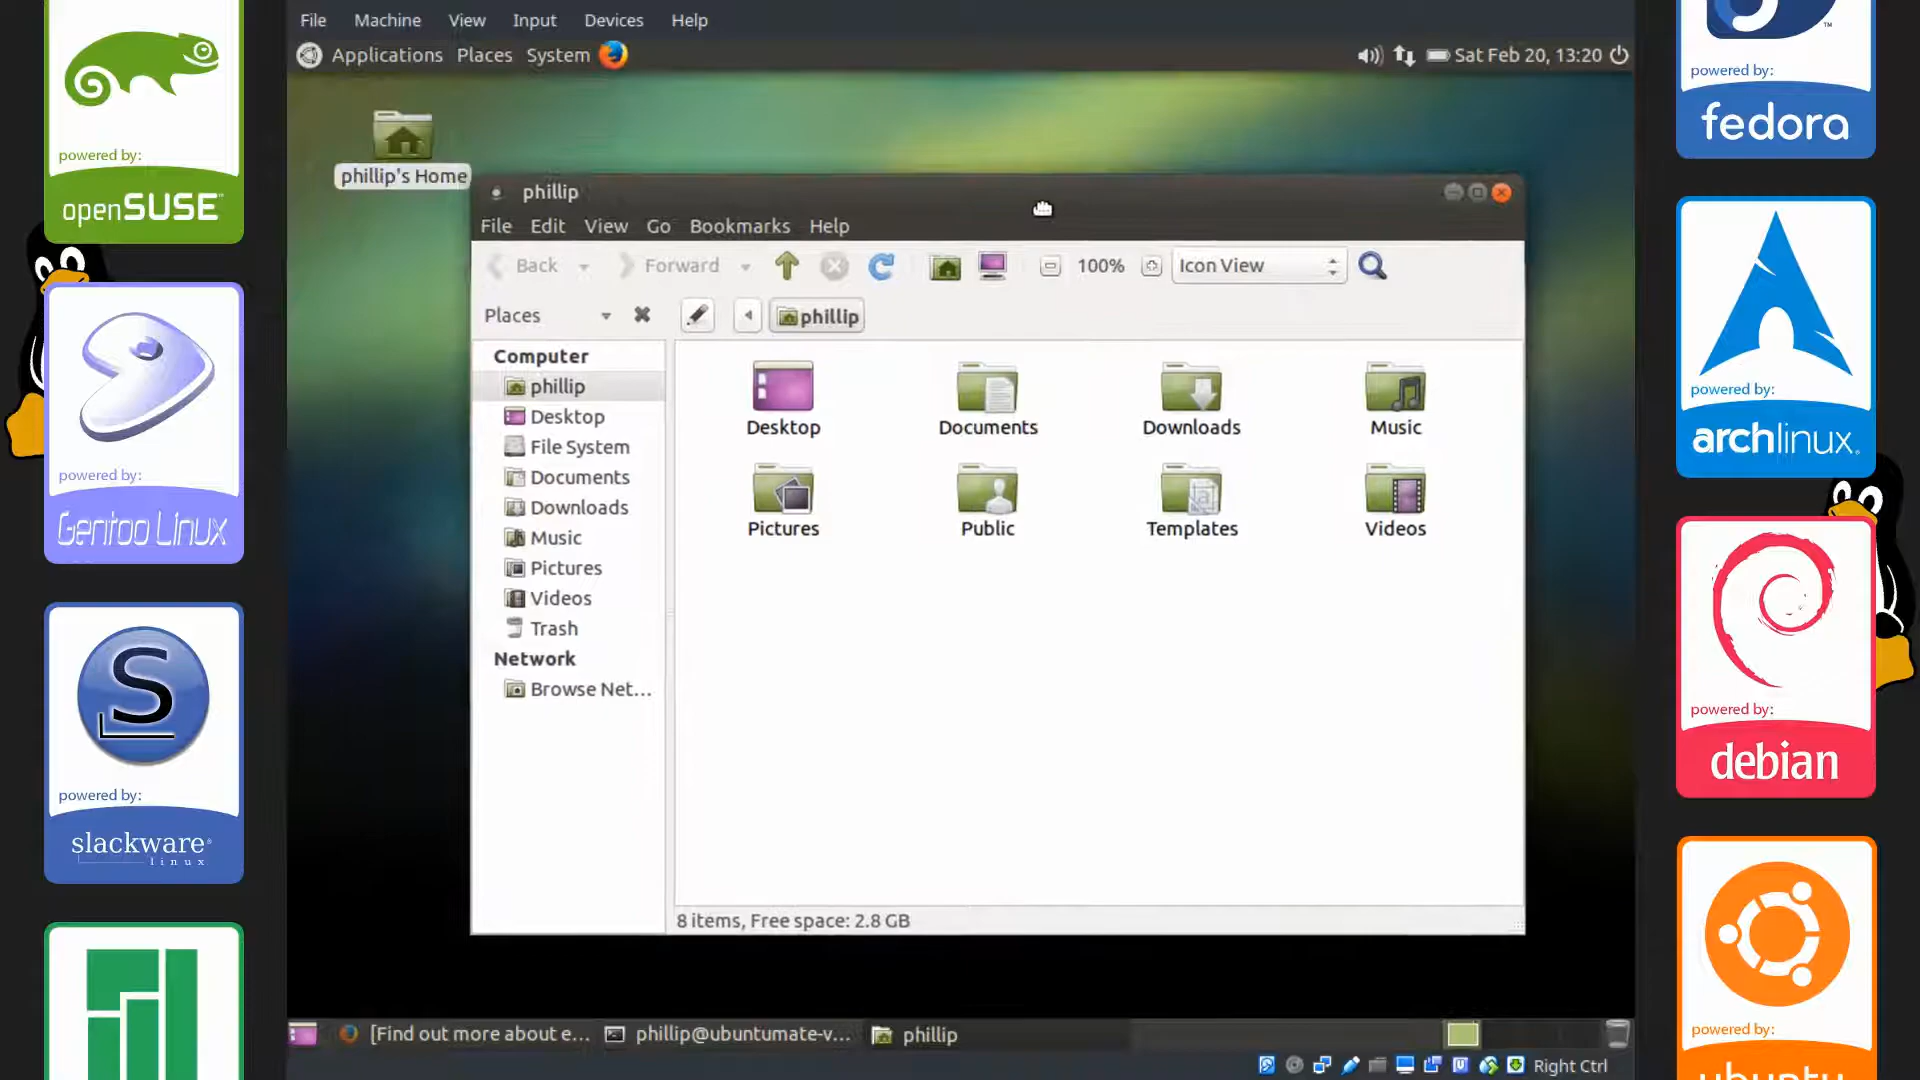 File Machine View Input Devices Help
Applications Places System
Sat Feb 20, 13:20
phillip's Home
phillip
File Edit View Go Bookmarks Help
Back Forward 100% Icon View
Places
phillip
Computer
phillip
Desktop
File System
Documents
Downloads
Music
Pictures
Videos
Trash
Network
Browse Net...
Desktop
Documents
Downloads
Music
Pictures
Public
Templates
Videos
8 items, Free space: 2.8 GB
[Find out more about e...
phillip@ubuntumate-v...
phillip
Right Ctrl
powered by:
openSUSE™
powered by:
Gentoo Linux
powered by:
slackware®
linux
™
powered by:
fedora
powered by:
archlinux®
powered by:
debian
powered by:
ubuntu